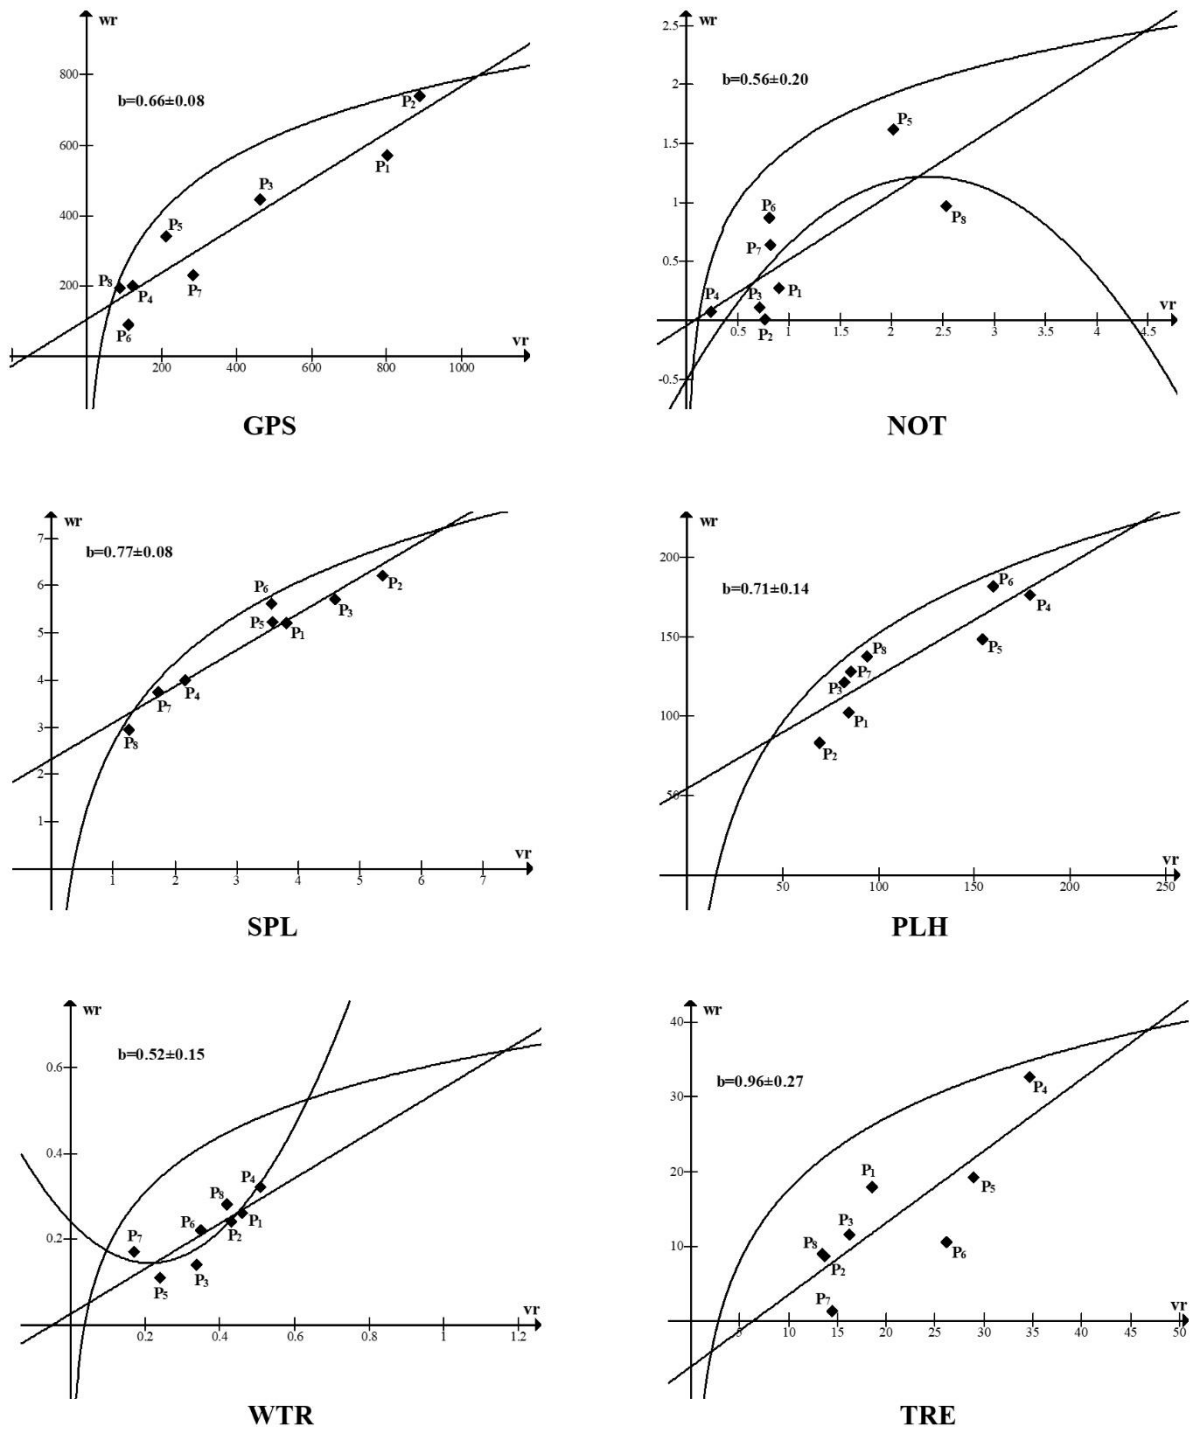 wr
800
b=0.66±0.08
P2
600
P1
P3
400
P5
P8
P4
P7
200
P6
vr
200 400 600 800 1000
GPS
wr
2.5
b=0.56±0.20
2
P5
1.5
P6
1
P8
P7
0.5
P4
P3
P1
P2
vr
0.5 1 1.5 2 2.5 3 3.5 4 4.5
-0.5
NOT
wr
7
b=0.77±0.08
P6
6
P2
P3
5
P5
P1
4
P7
P4
3
P8
2
1
vr
1 2 3 4 5 6 7
SPL
wr
200
b=0.71±0.14
P6
P4
150
P8
P5
P7
P3
100
P1
P2
50
vr
50 100 150 200 250
PLH
wr
b=0.52±0.15
0.6
0.4
P4
P8
P7
P6
P2
P1
0.2
P5
P3
vr
0.2 0.4 0.6 0.8 1 1.2
WTR
wr
40
b=0.96±0.27
P4
30
20
P1
P5
P3
P8
P2
P6
10
P7
vr
5 10 15 20 25 30 35 40 45 50
TRE